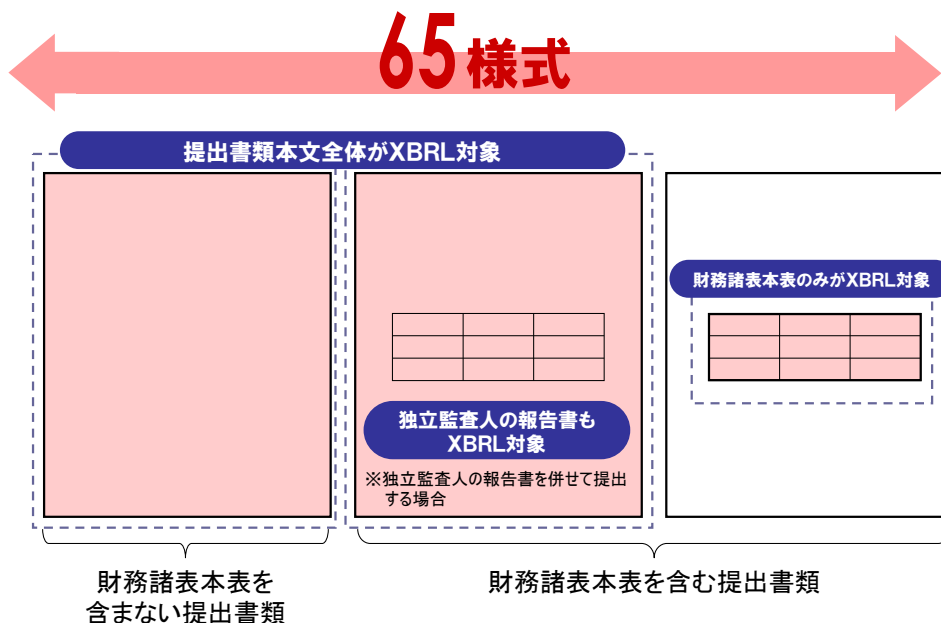 65様式
提出書類本文全体がXBRL対象
財務諸表本表のみがXBRL対象
独立監査人の報告書も
XBRL対象
※独立監査人の報告書を併せて提出
する場合
財務諸表本表を
含まない提出書類
財務諸表本表を含む提出書類